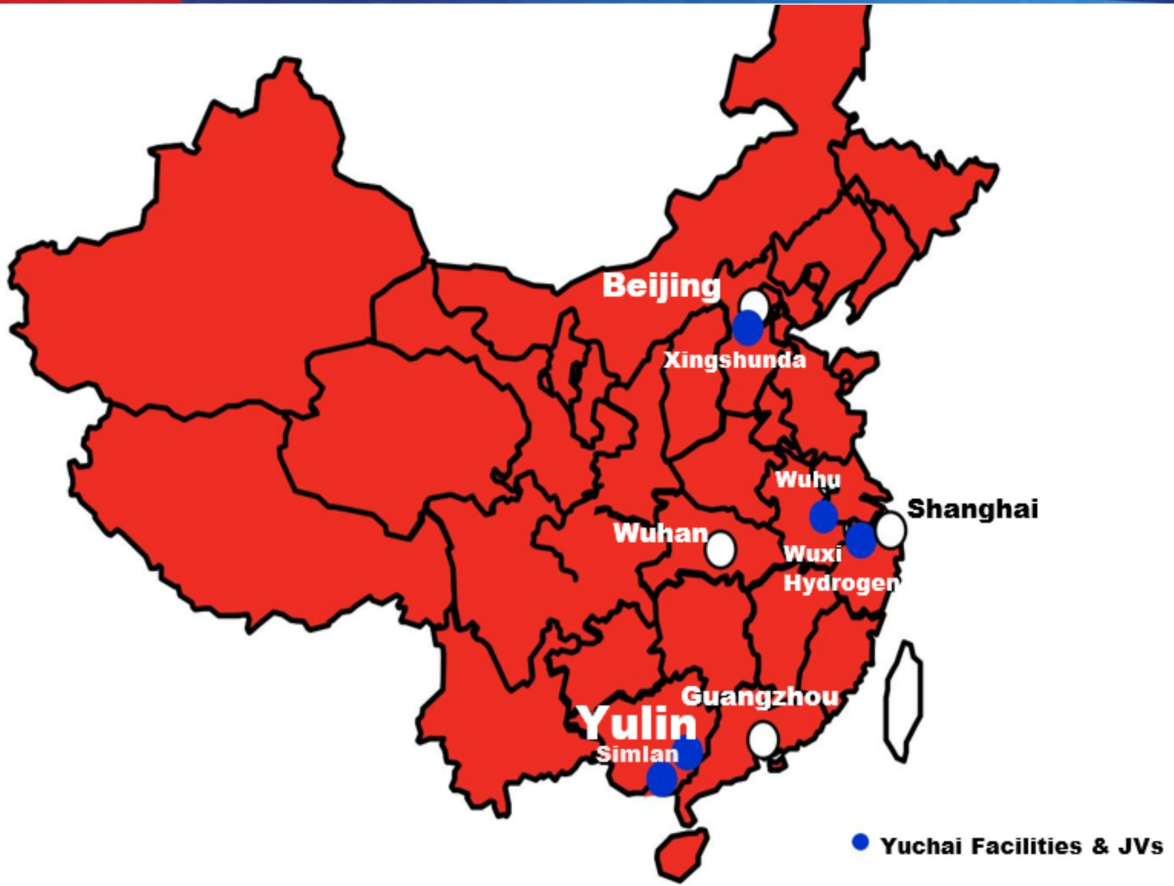 Beijing
Xingshunda
Wuhu
Shanghai
Wuhan
Wuxi
Hydrogen
Guangzhou
Yulin
Simlan
Yuchai Facilities & JVs